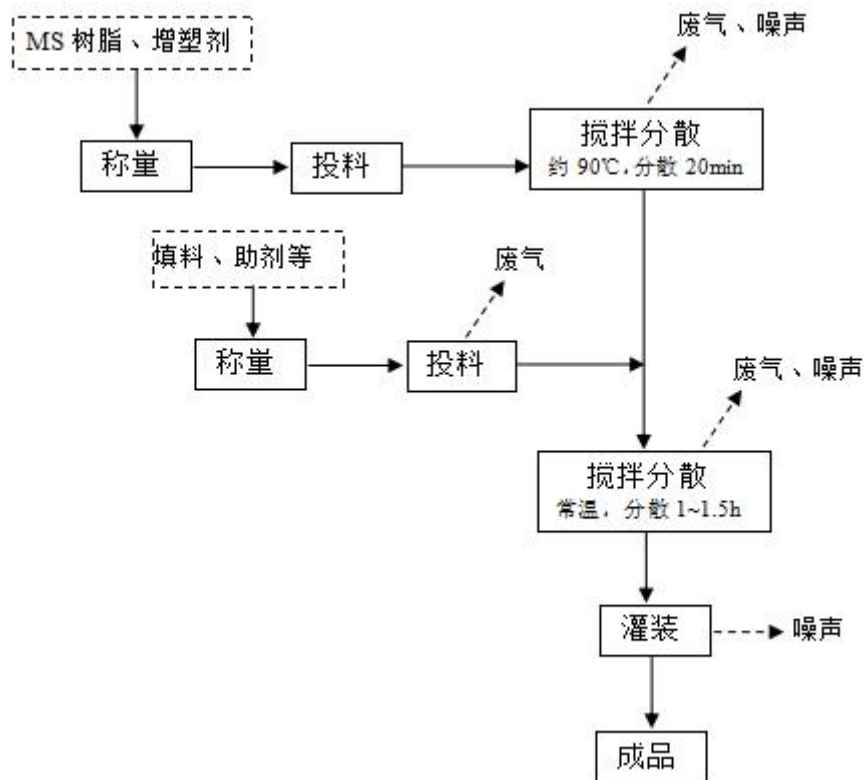 废气、噪声
MS 树脂、增塑剂
搅拌分散
约 90℃，分散 20min
称量
投料
填料、助剂等
废气
称量
投料
废气、噪声
搅拌分散
常温，分散 1~1.5h
灌装
噪声
成品